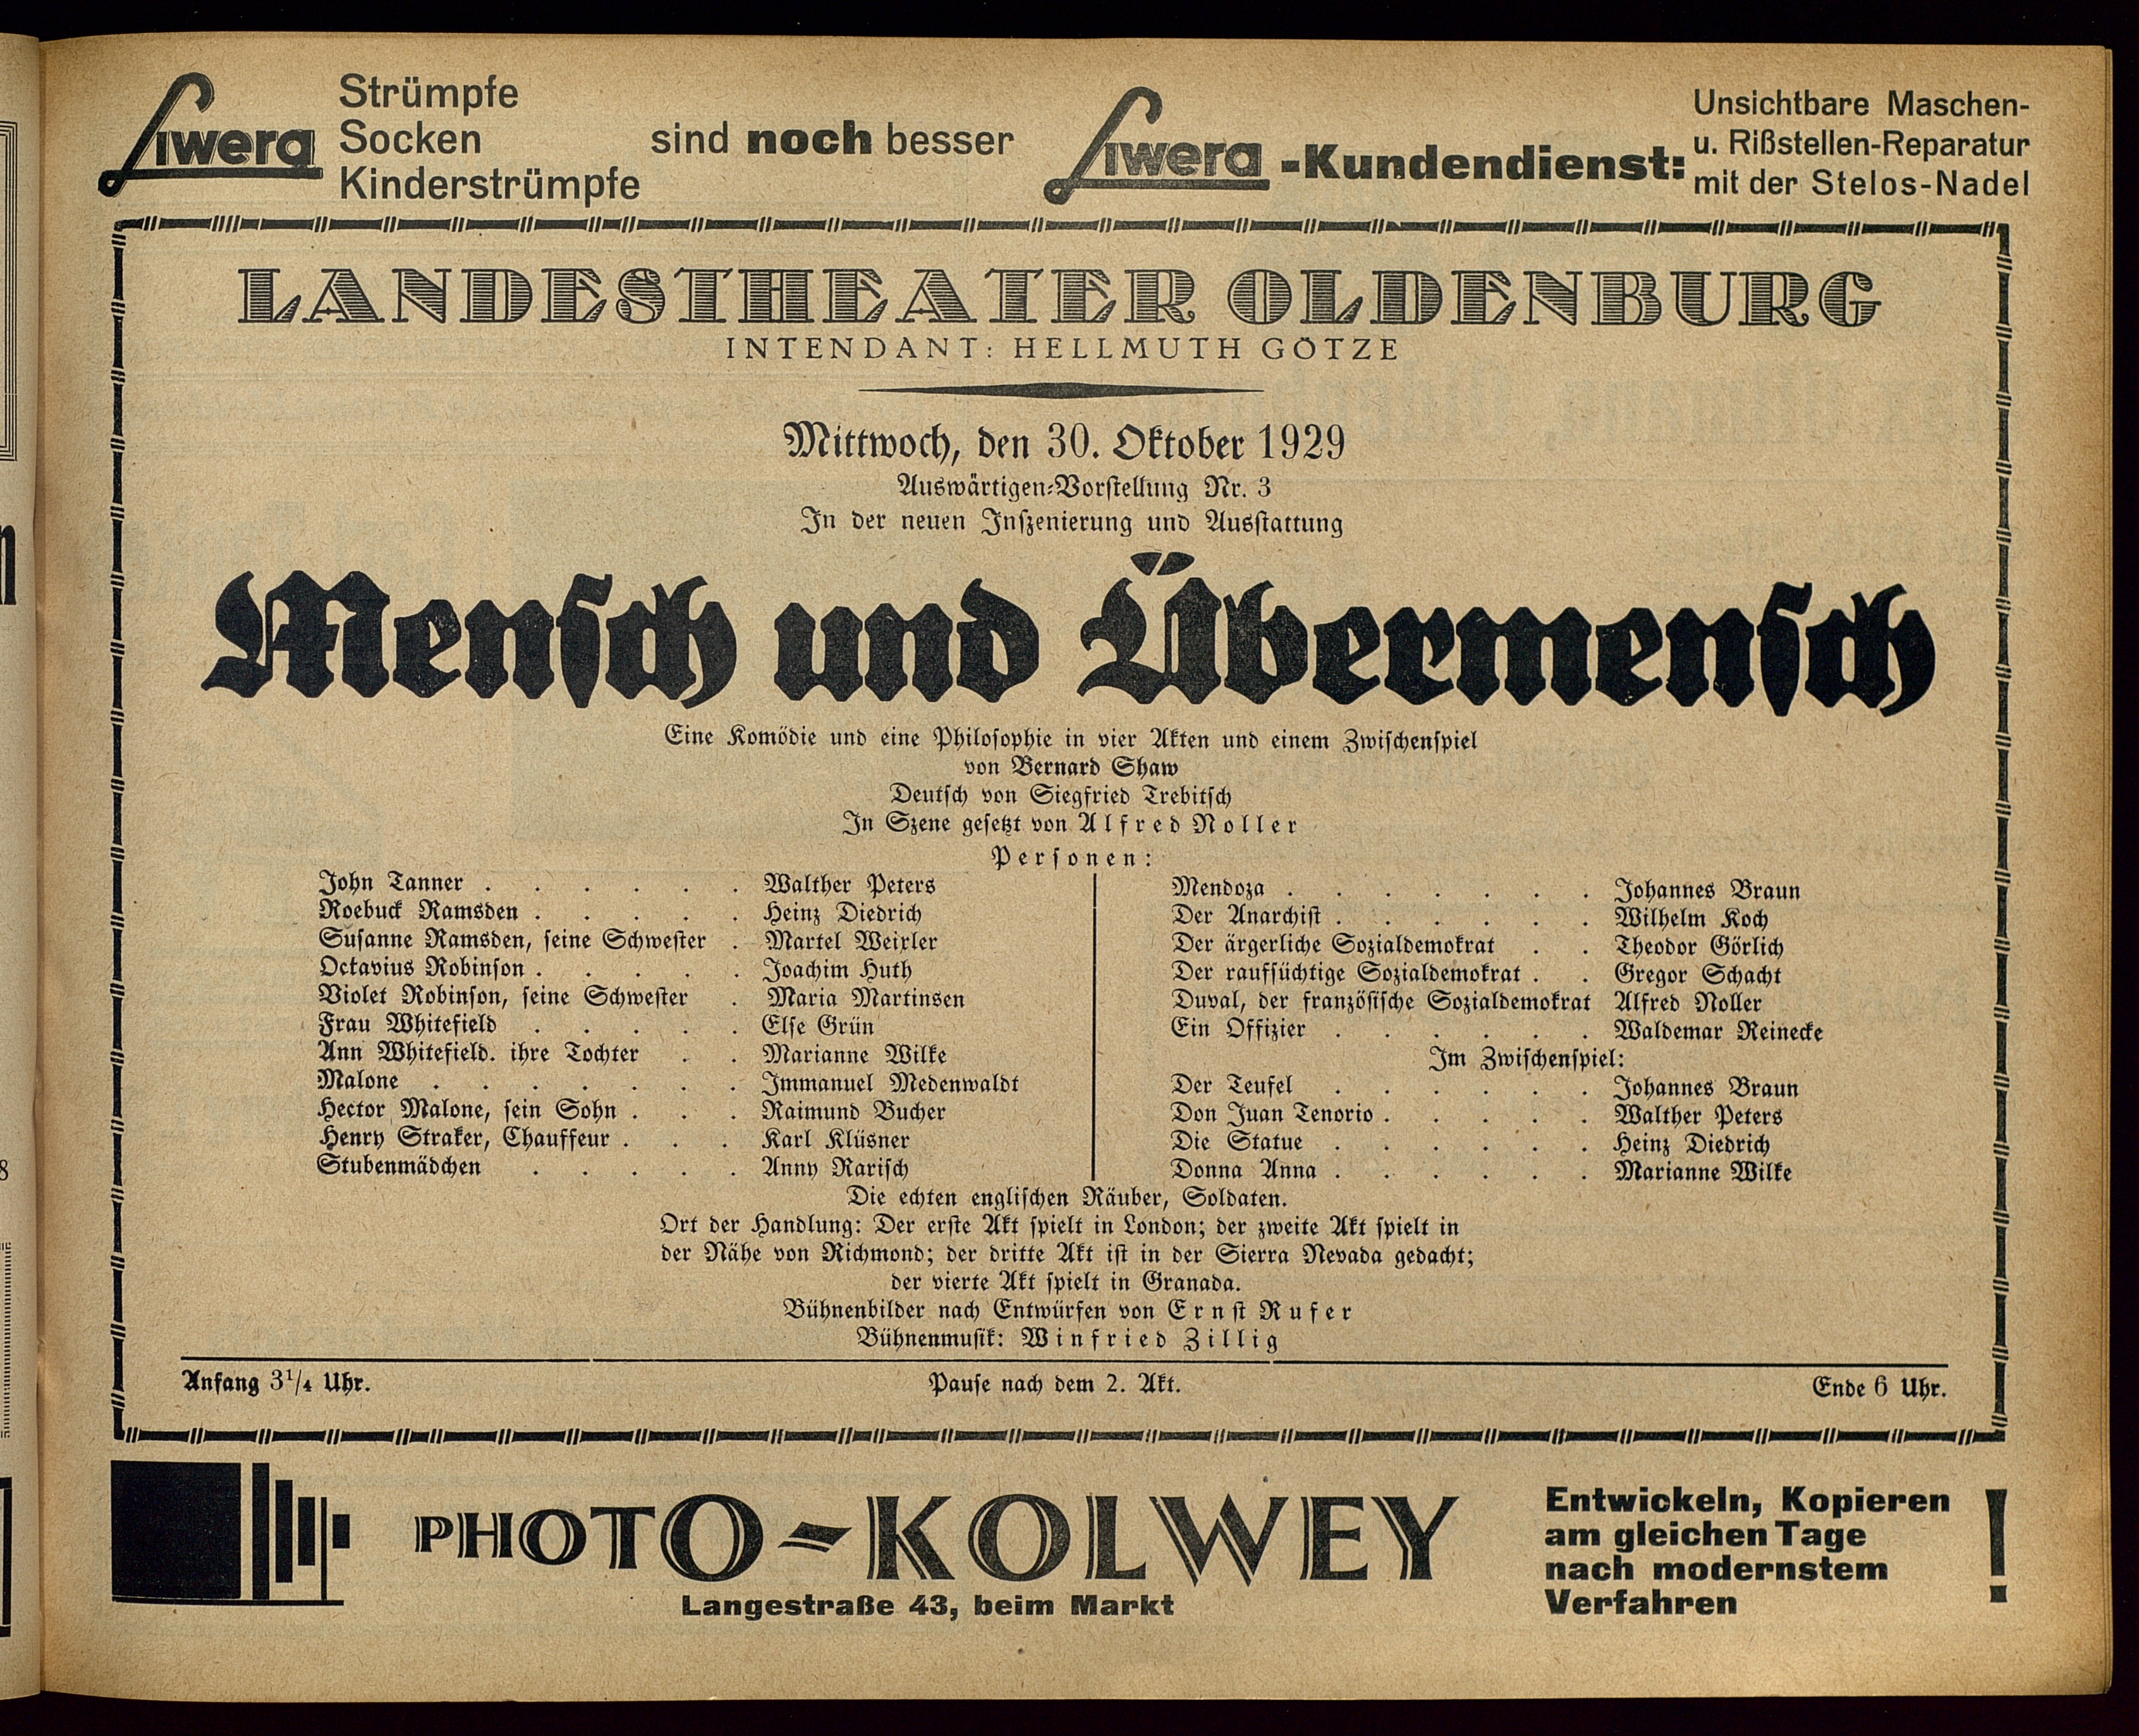 Liwera
Strümpfe
Socken
Kinderstrümpfe
sind noch besser
Liwera-Kundendienst:
Unsichtbare Maschen-
u. Rißstellen-Reparatur
mit der Stelos-Nadel
LANDESTHEATER OLDENBURG
INTENDANT: HELLMUTH GÖTZE
Mittwoch, den 30. Oktober 1929
Auswärtigen-Vorstellung Nr. 3
In der neuen Inszenierung und Ausstattung
Mensch und Übermensch
Eine Komödie und eine Philosophie in vier Akten und einem Zwischenspiel
von Bernard Shaw
Deutsch von Siegfried Trebitsch
In Szene gesetzt von Alfred Noller
Personen:
John Tanner . . . . . . Walther Peters
Roebuck Ramsden . . . . . Heinz Diedrich
Susanne Ramsden, seine Schwester . Martel Weirler
Octavius Robinson . . . . . Joachim Huth
Violet Robinson, seine Schwester . Maria Martinsen
Frau Whitefield . . . . . Else Grün
Ann Whitefield. ihre Tochter . . Marianne Wilke
Malone . . . . . . . Immanuel Medenwaldt
Hector Malone, sein Sohn . . . Raimund Bucher
Henry Straker, Chauffeur . . . Karl Klüsner
Stubenmädchen . . . . . Anny Rarisch
Mendoza . . . . . . . Johannes Braun
Der Anarchist . . . . . . Wilhelm Koch
Der ärgerliche Sozialdemokrat . . Theodor Görlich
Der raufsüchtige Sozialdemokrat . . Gregor Schacht
Duval, der französische Sozialdemokrat Alfred Noller
Ein Offizier . . . . . . Waldemar Reinecke
Im Zwischenspiel:
Der Teufel . . . . . . Johannes Braun
Don Juan Tenorio . . . . . Walther Peters
Die Statue . . . . . . Heinz Diedrich
Donna Anna . . . . . . Marianne Wilke
Die echten englischen Räuber, Soldaten.
Ort der Handlung: Der erste Akt spielt in London; der zweite Akt spielt in
der Nähe von Richmond; der dritte Akt ist in der Sierra Nevada gedacht;
der vierte Akt spielt in Granada.
Bühnenbilder nach Entwürfen von Ernst Rufer
Bühnenmusik: Winfried Zillig
Anfang 3¹/₄ Uhr.
Pause nach dem 2. Akt.
Ende 6 Uhr.
PHOTO-KOLWEY
Langestraße 43, beim Markt
Entwickeln, Kopieren
am gleichen Tage
nach modernstem
Verfahren !